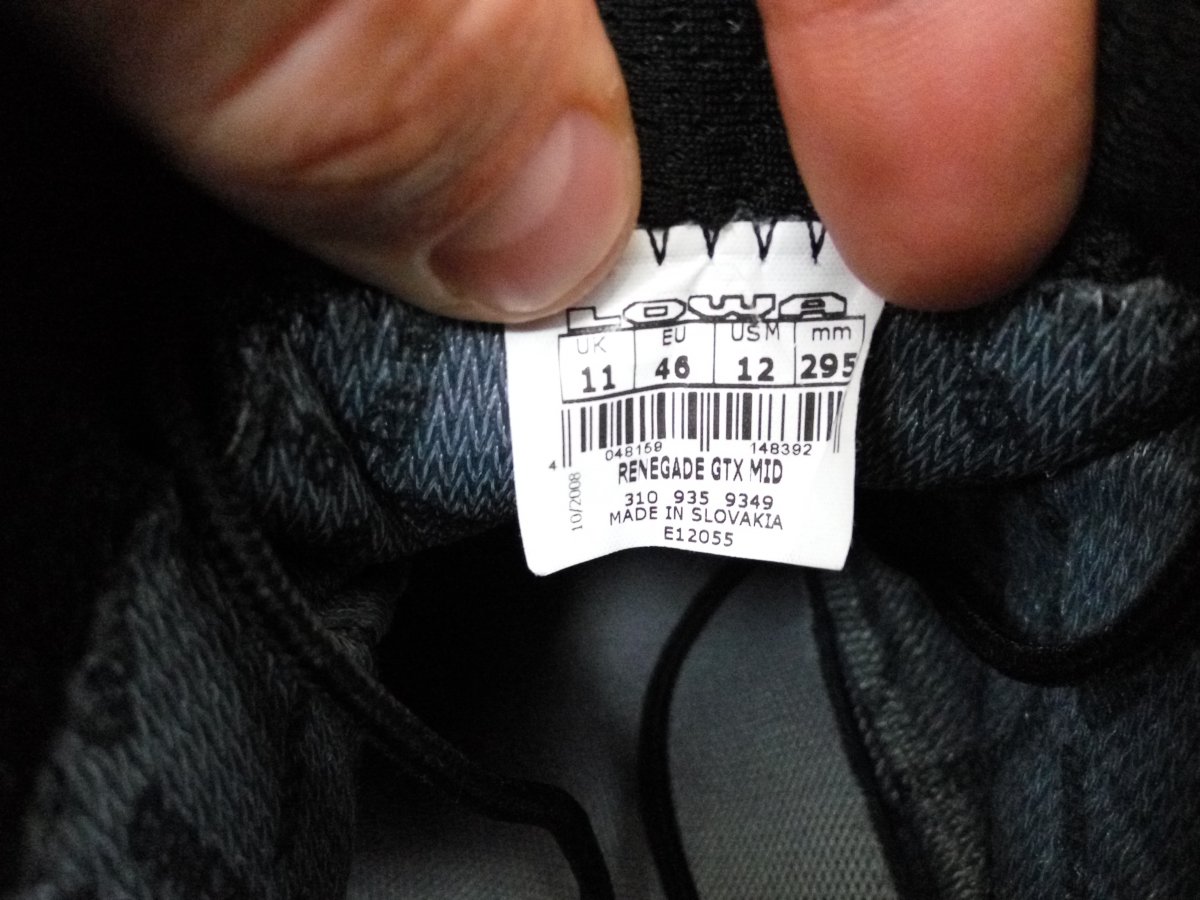 LOWA
UK EU USM mm
11 46 12 295
4 048159 148392
RENEGADE GTX MID
10/2008
310 935 9349
MADE IN SLOVAKIA
E12055